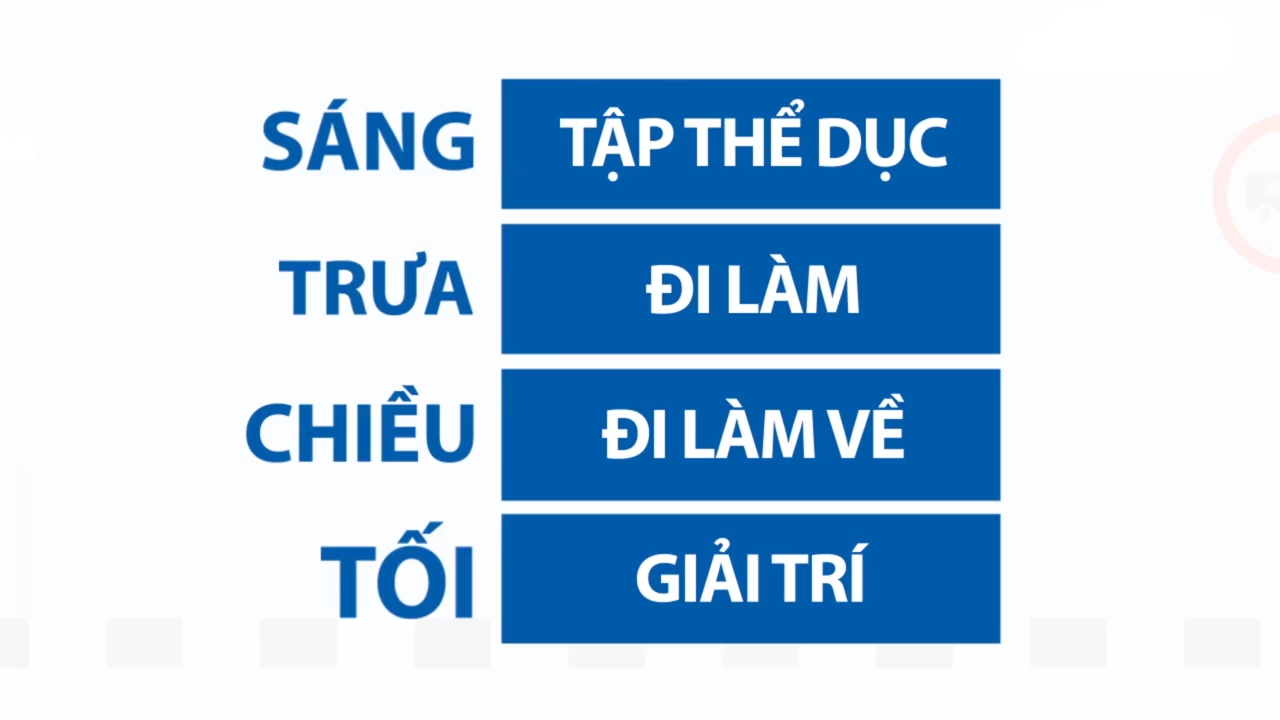 SÁNG TẬP THỂ DỤC
TRƯA ĐI LÀM
CHIỀU ĐI LÀM VỀ
TỐI GIẢI TRÍ